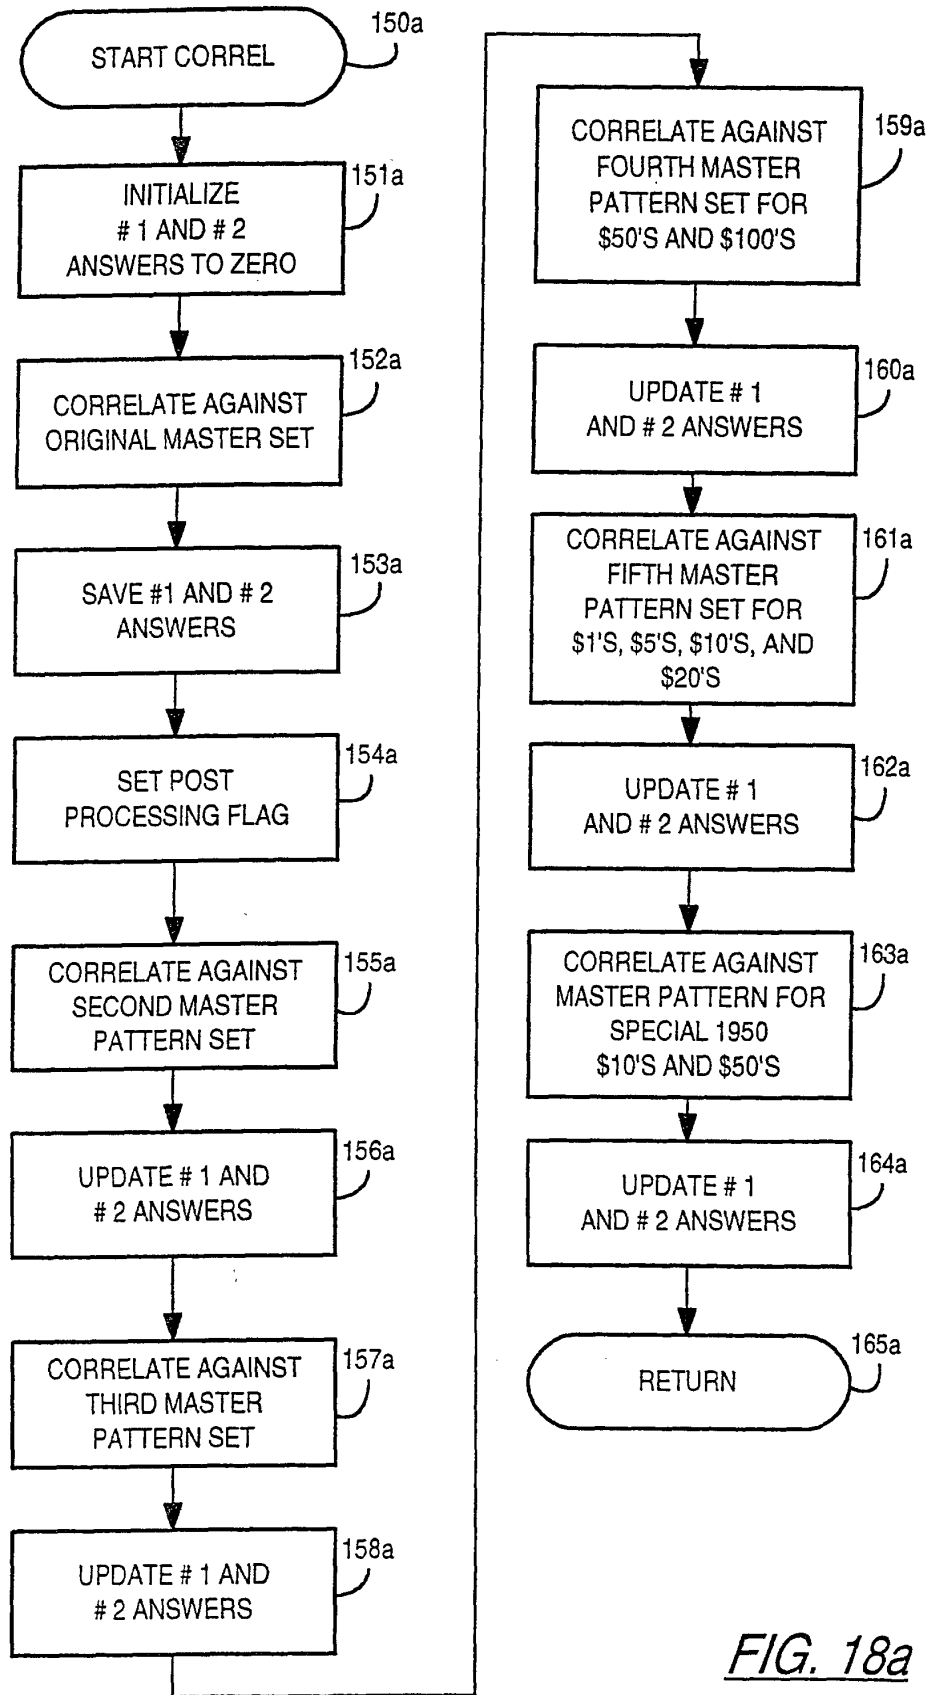 START CORREL
150a
INITIALIZE
# 1 AND # 2
ANSWERS TO ZERO
151a
CORRELATE AGAINST
ORIGINAL MASTER SET
152a
SAVE #1 AND # 2
ANSWERS
153a
SET POST
PROCESSING FLAG
154a
CORRELATE AGAINST
SECOND MASTER
PATTERN SET
155a
UPDATE # 1 AND
# 2 ANSWERS
156a
CORRELATE AGAINST
THIRD MASTER
PATTERN SET
157a
UPDATE # 1 AND
# 2 ANSWERS
158a
CORRELATE AGAINST
FOURTH MASTER
PATTERN SET FOR
$50'S AND $100'S
159a
UPDATE # 1
AND # 2 ANSWERS
160a
CORRELATE AGAINST
FIFTH MASTER
PATTERN SET FOR
$1'S, $5'S, $10'S, AND
$20'S
161a
UPDATE # 1
AND # 2 ANSWERS
162a
CORRELATE AGAINST
MASTER PATTERN FOR
SPECIAL 1950
$10'S AND $50'S
163a
UPDATE # 1
AND # 2 ANSWERS
164a
RETURN
165a
FIG. 18a